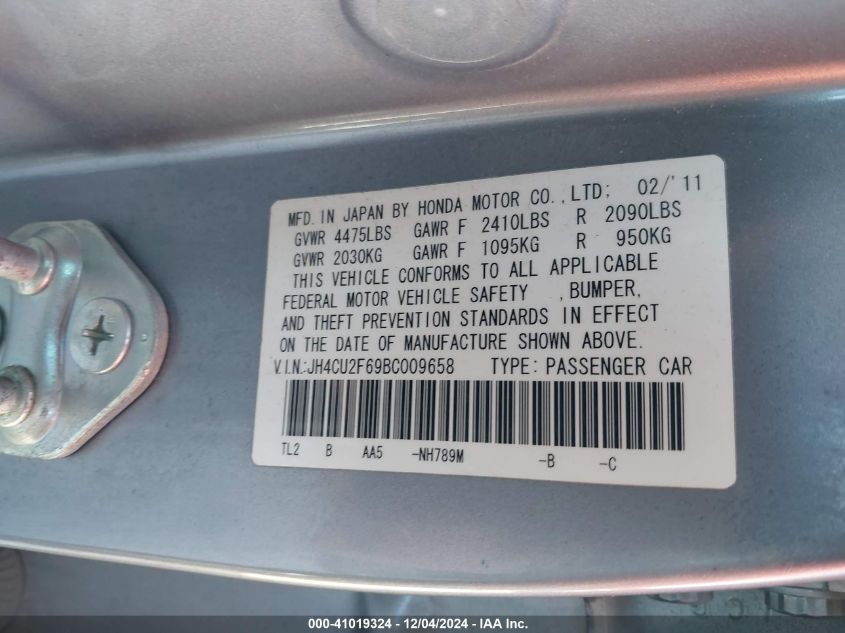 MFD. IN JAPAN BY HONDA MOTOR CO., LTD; 02/'11
GVWR 4475LBS GAWR F 2410LBS R 2090LBS
GVWR 2030KG GAWR F 1095KG R 950KG
THIS VEHICLE CONFORMS TO ALL APPLICABLE
FEDERAL MOTOR VEHICLE SAFETY , BUMPER,
AND THEFT PREVENTION STANDARDS IN EFFECT
ON THE DATE OF MANUFACTURE SHOWN ABOVE.
V.I.N.:JH4CU2F69BC009658 TYPE: PASSENGER CAR
TL2 B AA5 -NH789M -B -C
000-41019324 - 12/04/2024 - IAA Inc.